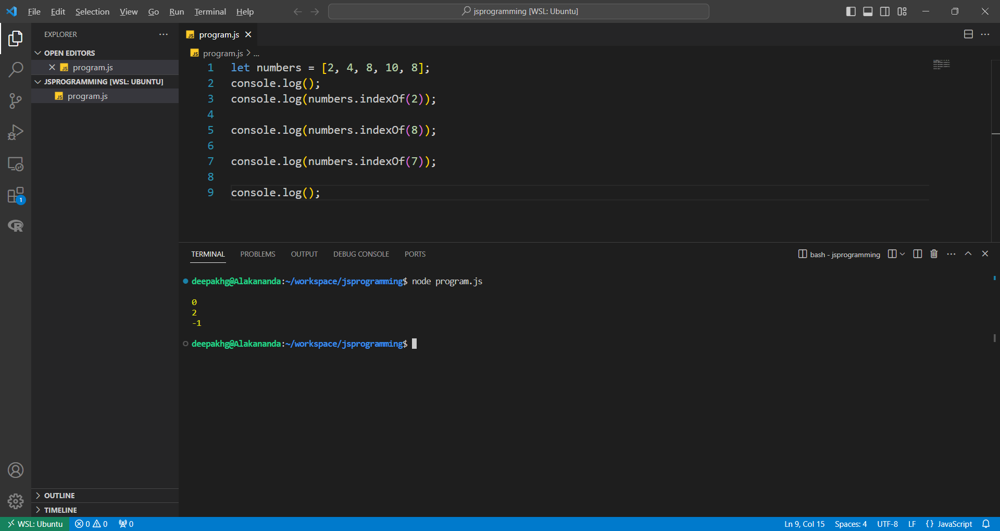 File Edit Selection View Go Run Terminal Help
jsprogramming [WSL: Ubuntu]
EXPLORER
OPEN EDITORS
program.js
JSPROGRAMMING [WSL: UBUNTU]
program.js
program.js
program.js > ...
1 let numbers = [2, 4, 8, 10, 8];
2 console.log();
3 console.log(numbers.indexOf(2));
4
5 console.log(numbers.indexOf(8));
6
7 console.log(numbers.indexOf(7));
8
9 console.log();
TERMINAL PROBLEMS OUTPUT DEBUG CONSOLE PORTS
bash - jsprogramming
deepakhg@Alakananda:~/workspace/jsprogramming$ node program.js
0
2
-1
deepakhg@Alakananda:~/workspace/jsprogramming$
1
R
OUTLINE
TIMELINE
WSL: Ubuntu 0 0 0 Ln 9, Col 15 Spaces: 4 UTF-8 LF {} JavaScript